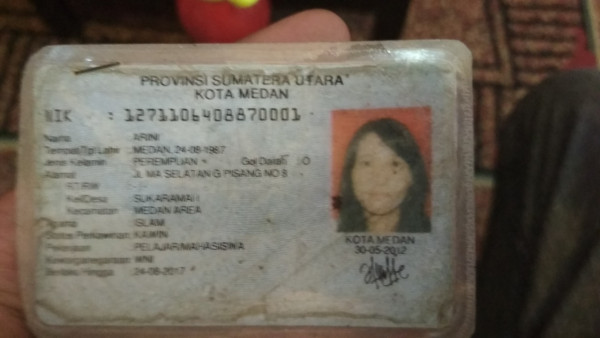 PROVINSI SUMATERA UTARA
KOTA MEDAN
NIK : 1271106408870001
Nama : ARINI
Tempat/Tgl Lahir : MEDAN, 24-08-1987
Jenis Kelamin : PEREMPUAN Gol Darah : O
Alamat : JL MA SELATAN G PISANG NO 8
RT/RW : -/-
Kel/Desa : SUKARAMAI I
Kecamatan : MEDAN AREA
Agama : ISLAM
Status Perkawinan : KAWIN
Pekerjaan : PELAJAR/MAHASISWA
Kewarganegaraan : WNI
Berlaku Hingga : 24-08-2017
KOTA MEDAN
30-05-2012